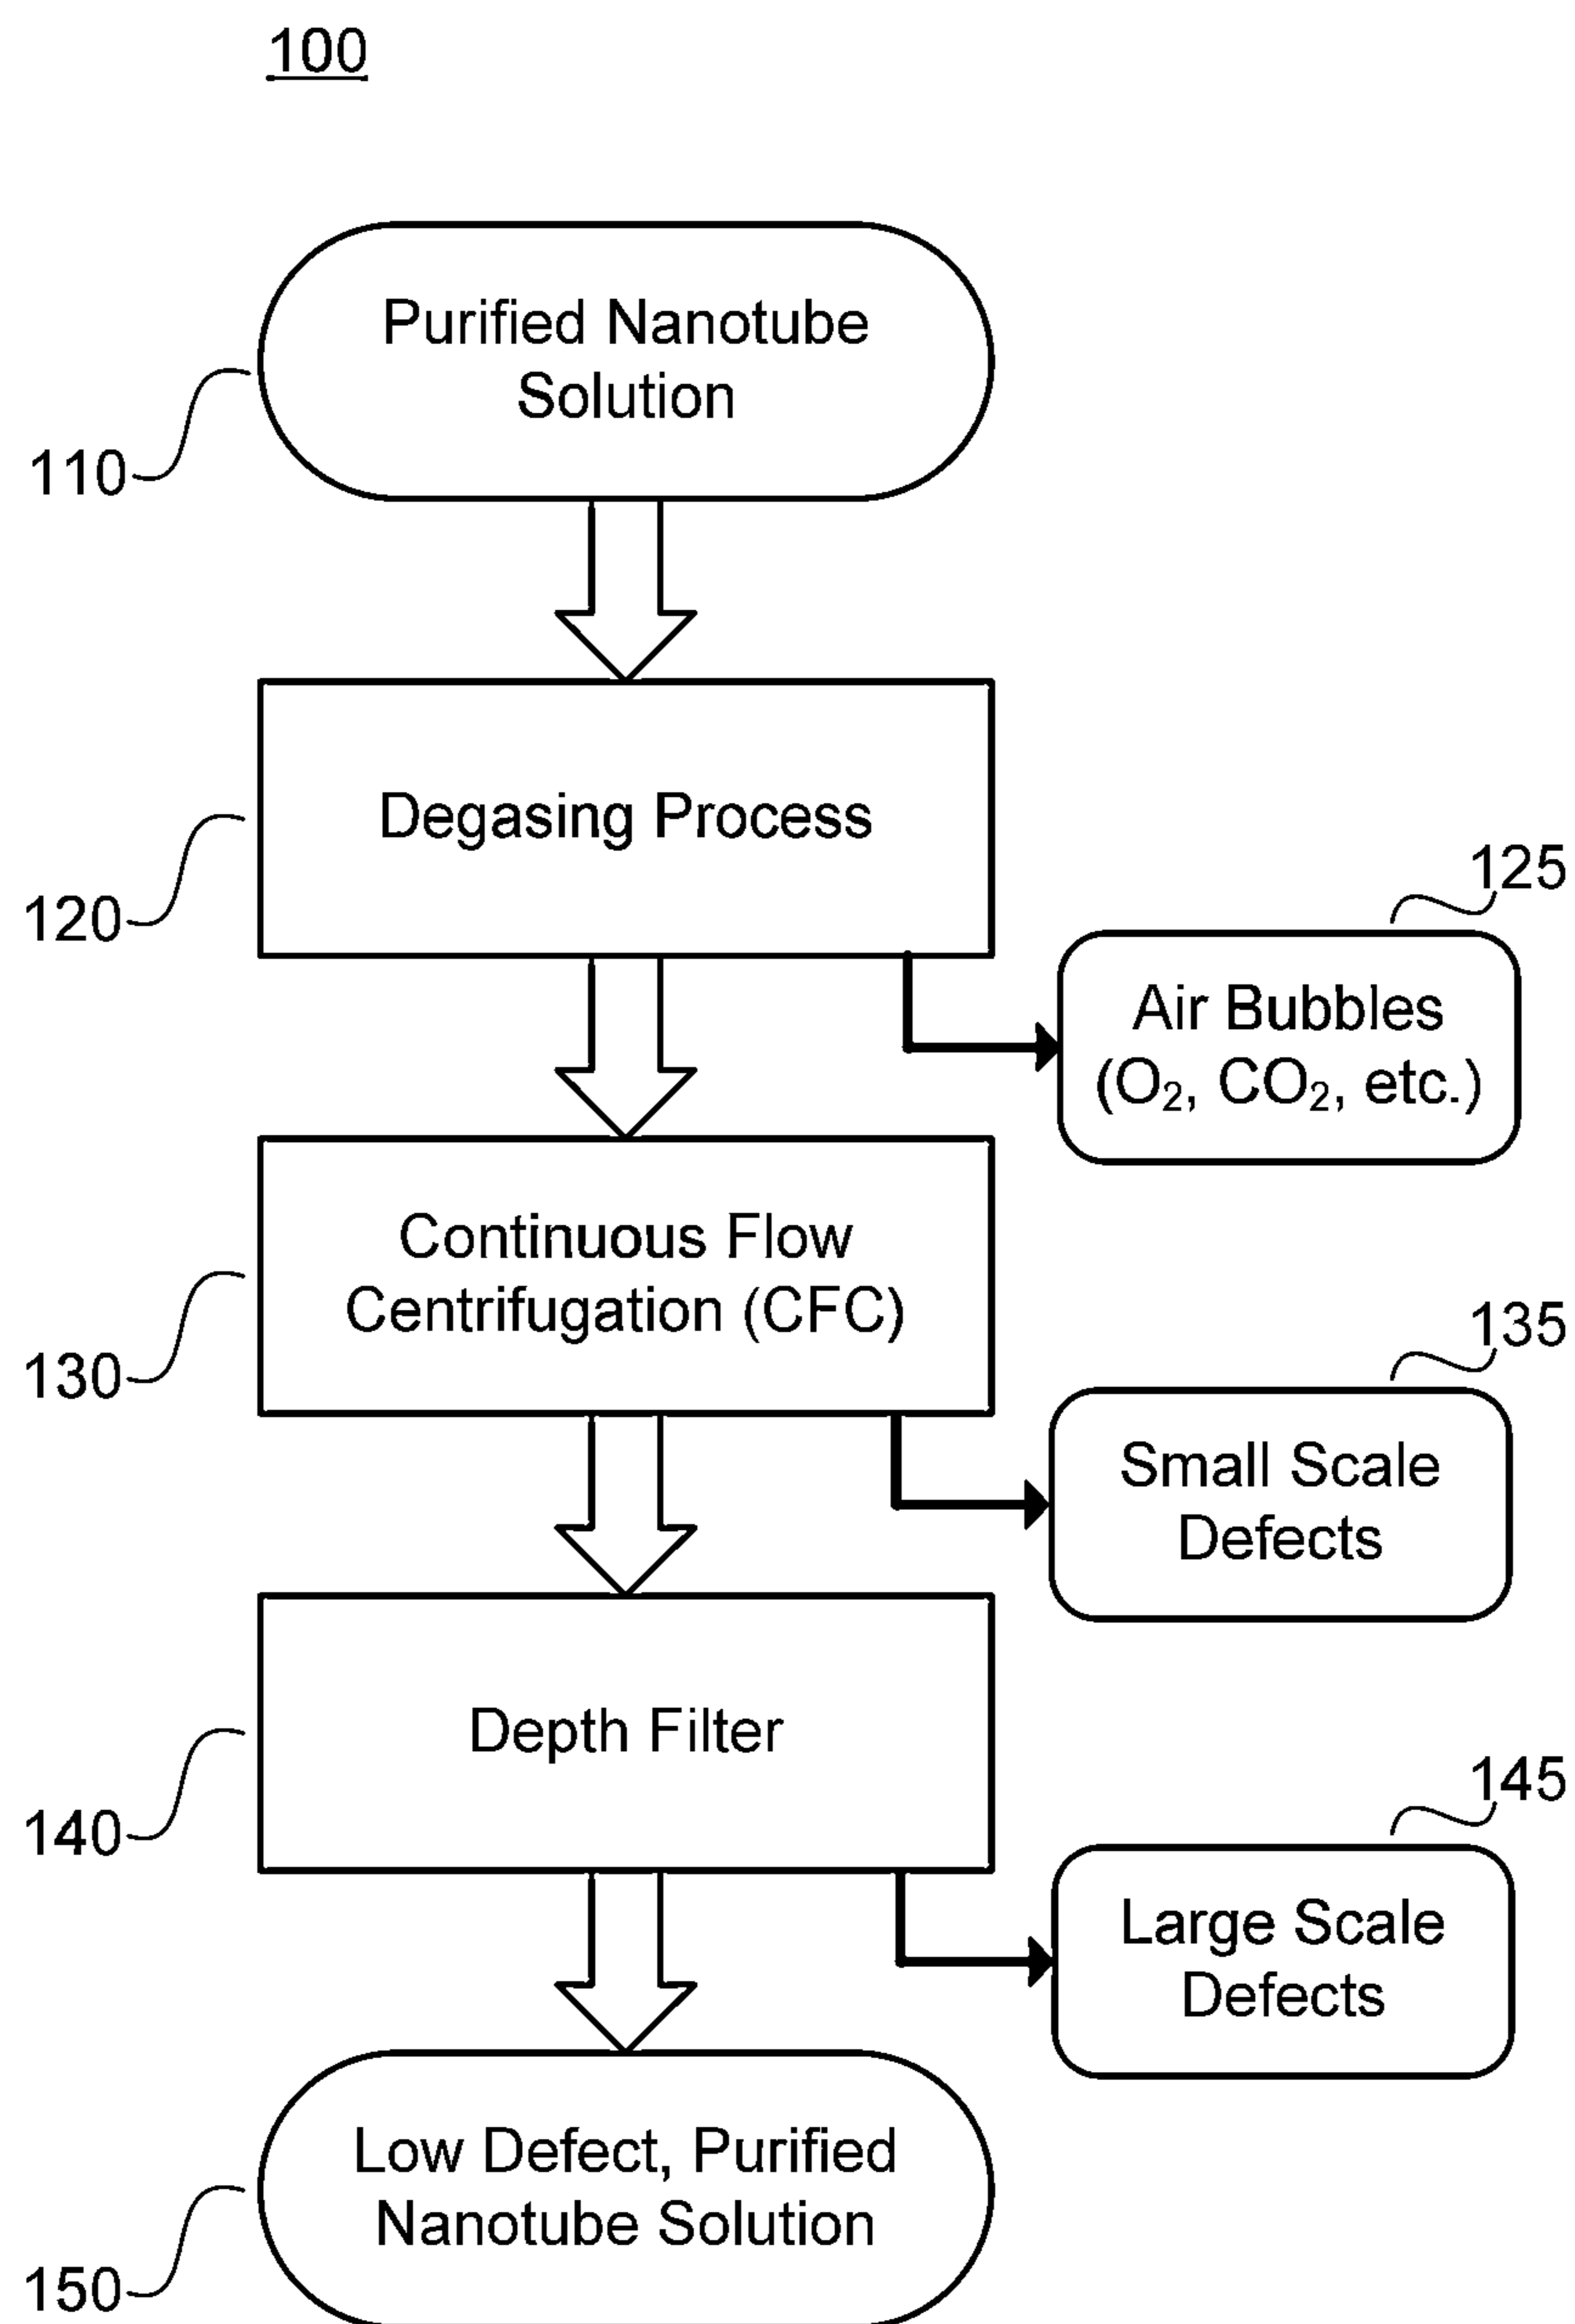 100
Purified Nanotube
Solution
110
Degasing Process
120
125
Air Bubbles
(O₂, CO₂, etc.)
Continuous Flow
Centrifugation (CFC)
130
135
Small Scale
Defects
Depth Filter
140
145
Large Scale
Defects
Low Defect, Purified
Nanotube Solution
150